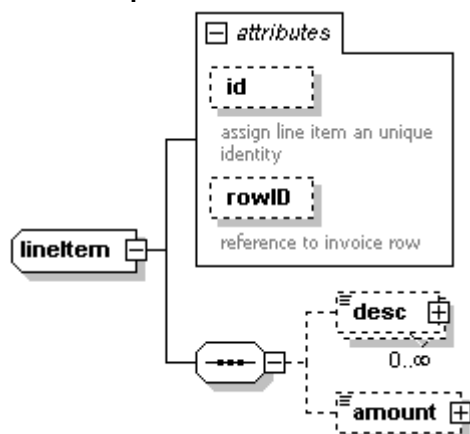 attributes
id
assign line item an unique
identity
rowID
reference to invoice row
lineItem
desc
0..∞
amount